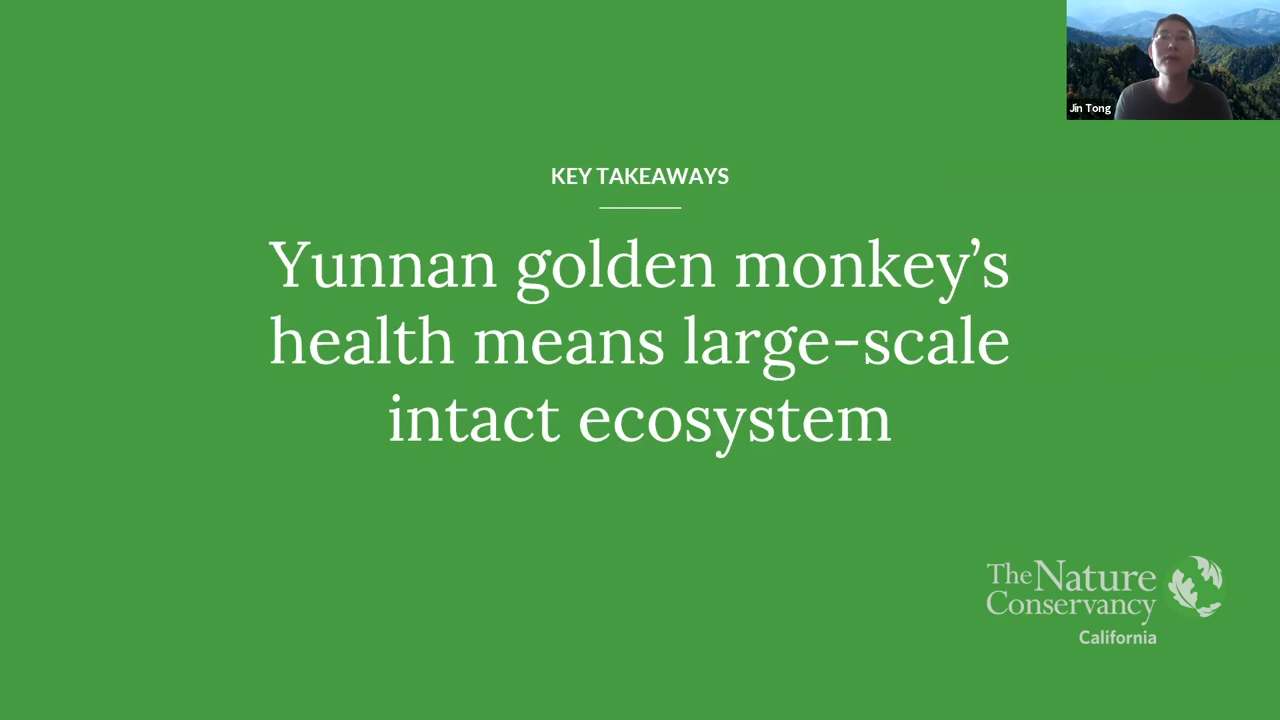 Jin Tong
KEY TAKEAWAYS
Yunnan golden monkey’s
health means large-scale
intact ecosystem
The Nature
Conservancy
California